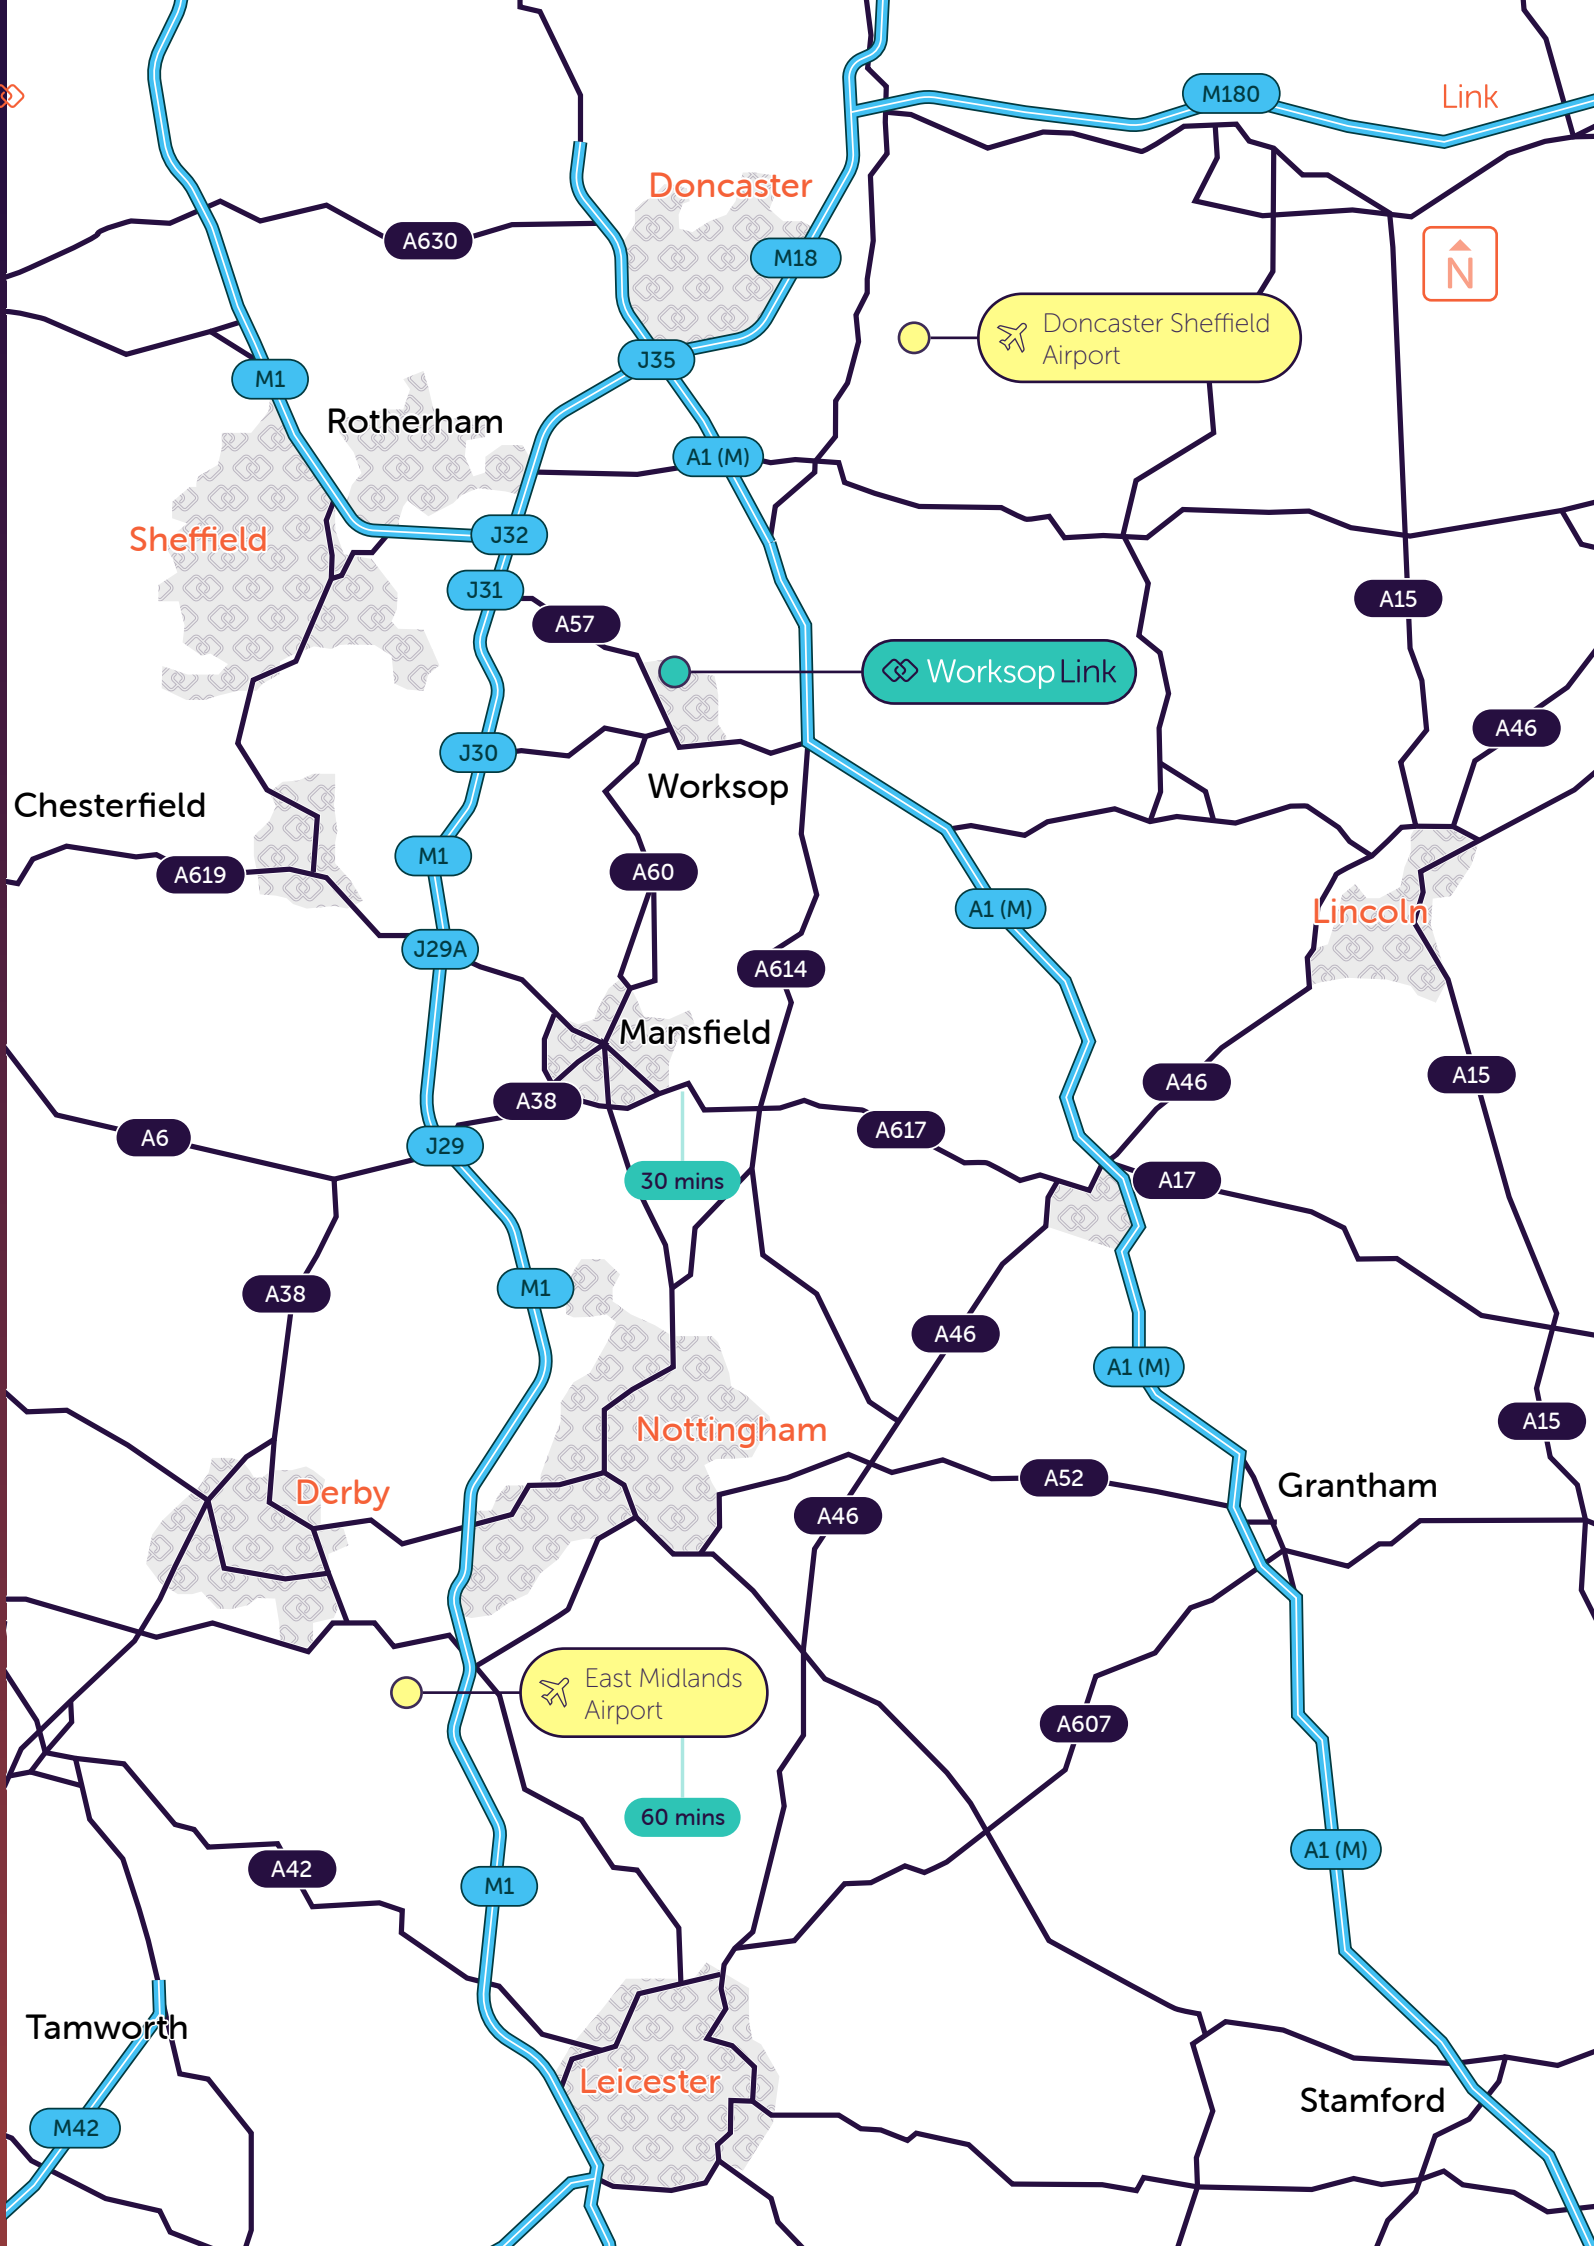 M180
Link
Doncaster
A630
M18
N
Doncaster Sheffield
Airport
J35
M1
Rotherham
A1 (M)
Sheffield
J32
J31
A15
A57
Worksop Link
A46
J30
Worksop
Chesterfield
M1
A619
A60
A1 (M)
Lincoln
J29A
A614
Mansfield
A15
A46
A38
A617
A6
J29
30 mins
A17
M1
A38
A46
A1 (M)
A15
Nottingham
A52
Grantham
Derby
A46
East Midlands
Airport
A607
60 mins
A1 (M)
A42
M1
Tamworth
Leicester
Stamford
M42